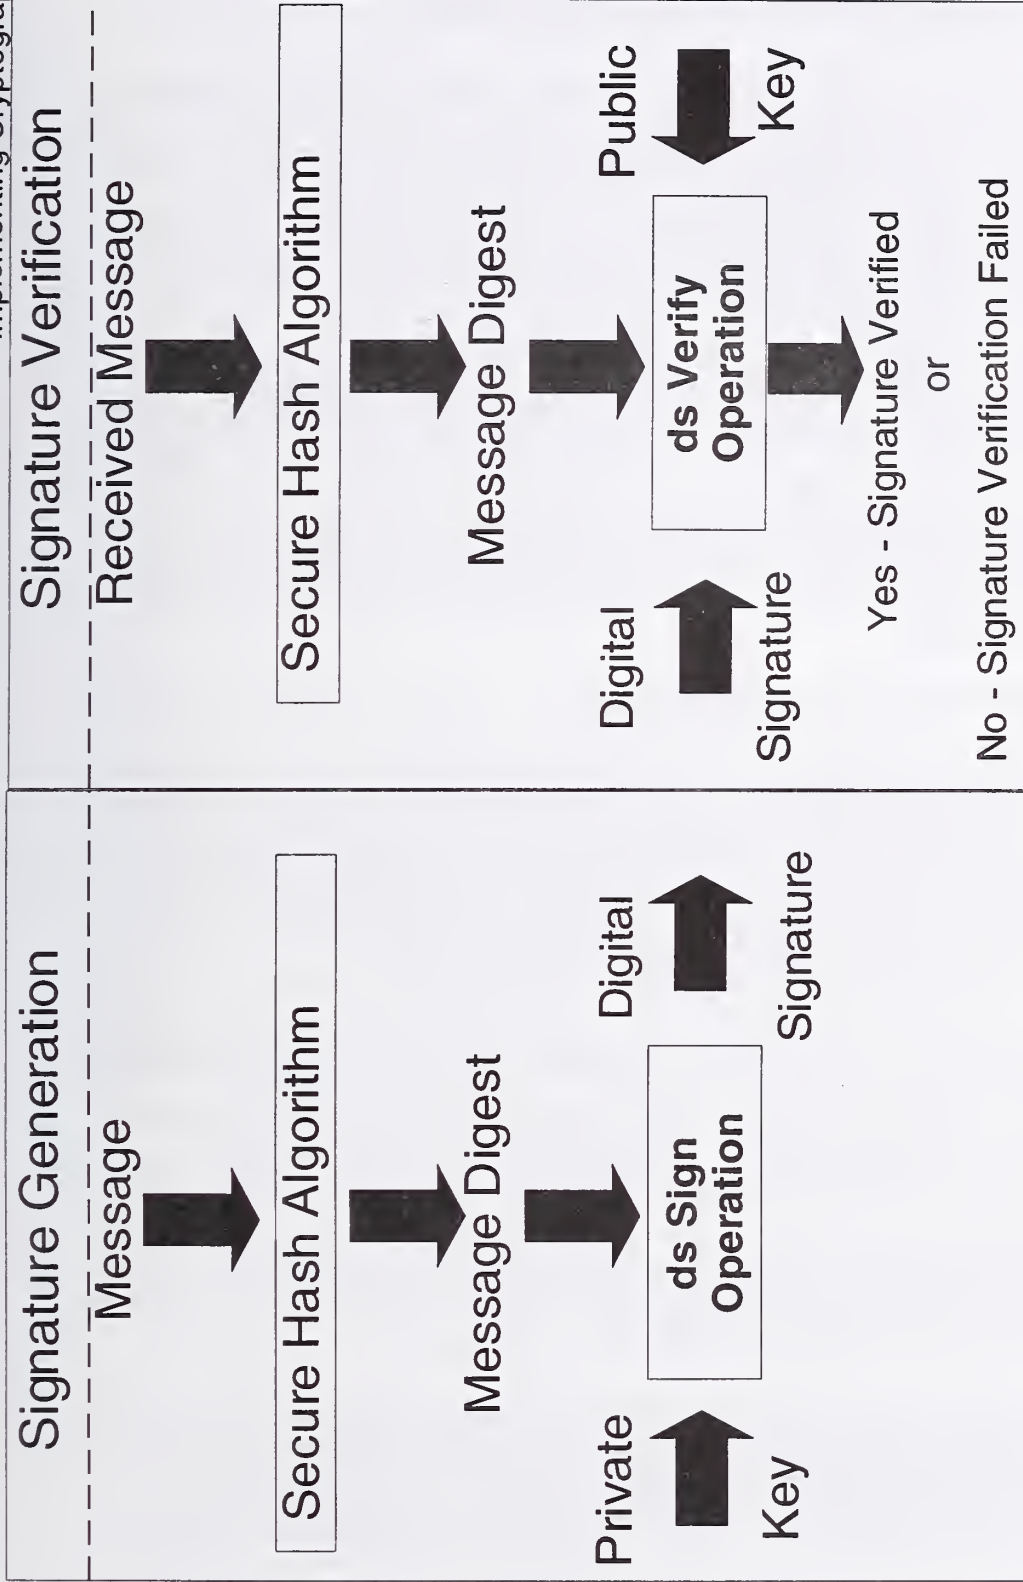 Signature Generation
Message
Secure Hash Algorithm
Message Digest
Private
Key
ds Sign
Operation
Digital
Signature
Signature Verification
Received Message
Secure Hash Algorithm
Message Digest
Digital
Signature
ds Verify
Operation
Public
Key
Yes - Signature Verified
or
No - Signature Verification Failed